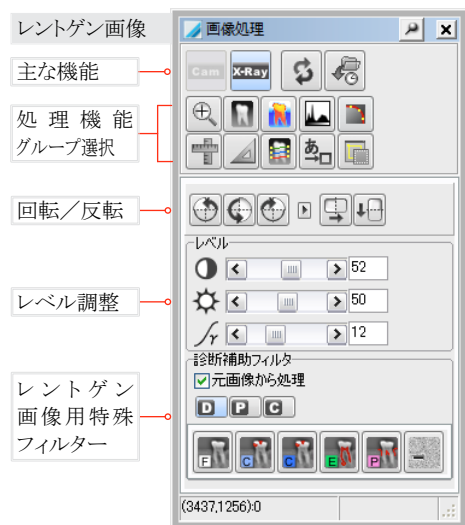 レントゲン画像
画像処理
主な機能
Cam
X-Ray
処理機能
グループ選択
あ
回転／反転
レベル
52
レベル調整
50
γ
12
診断補助フィルタ
元画像から処理
D P C
レントゲン
画像用特殊
フィルター
F C C E P
(3437,1256):0